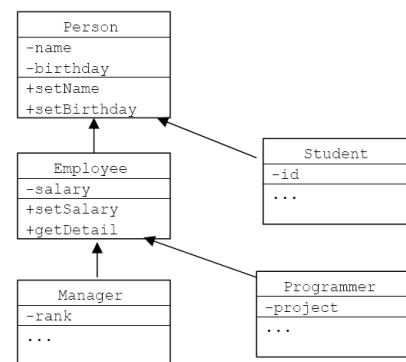 Person
-name
-birthday
+setName
+setBirthday
Employee
-salary
+setSalary
+getDetail
Student
-id
...
Manager
-rank
...
Programmer
-project
...